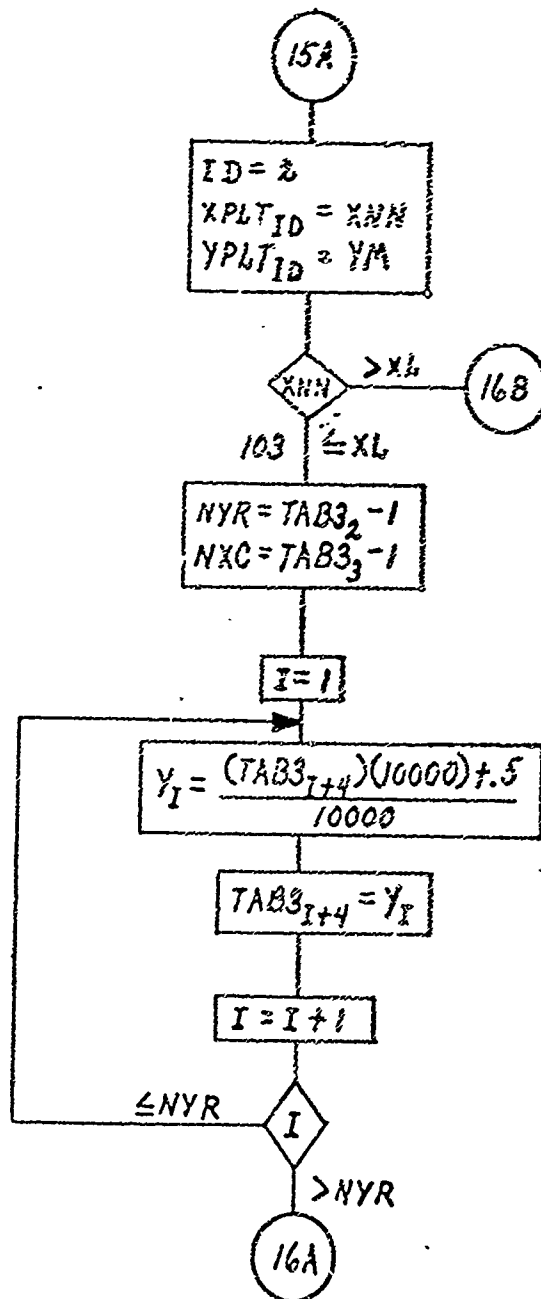 15A
ID = 2
XPLT_ID = XNN
YPLT_ID = YM
XNN
>XL
16B
103
≤XL
NYR = TAB3_2 - 1
NXC = TAB3_3 - 1
I = 1
Y_I = (TAB3_I+4)(10000)+.5
10000
TAB3_I+4 = Y_I
I = I + 1
≤NYR
I
>NYR
16A